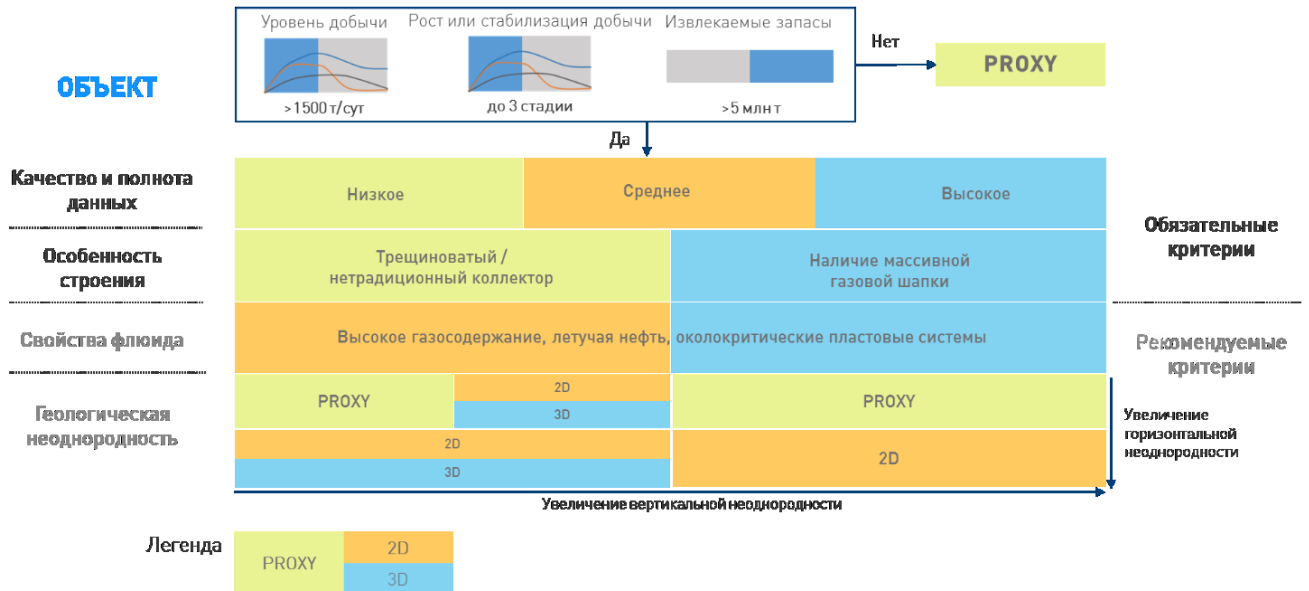 Уровень добычи
Рост или стабилизация добычи
Извлекаемые запасы
>1500 т/сут
до 3 стадии
>5 млн т
Нет
PROXY
ОБЪЕКТ
Да
Качество и полнота
данных
Низкое
Среднее
Высокое
Обязательные
критерии
Особенность
строения
Трещиноватый /
нетрадиционный коллектор
Наличие массивной
газовой шапки
Свойства флюида
Высокое газосодержание, летучая нефть, околокритические пластовые системы
Рекомендуемые
критерии
Геологическая
неоднородность
PROXY
2D
3D
PROXY
2D
3D
2D
Увеличение
горизонтальной
неоднородности
Увеличение вертикальной неоднородности
Легенда
PROXY
2D
3D